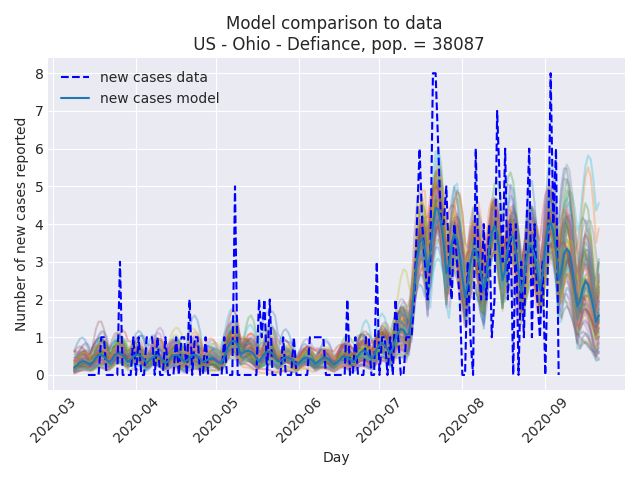 Model comparison to data
US - Ohio - Defiance, pop. = 38087
new cases data
new cases model
Number of new cases reported
8
7
6
5
4
3
2
1
0
2020-03
2020-04
2020-05
2020-06
2020-07
2020-08
2020-09
Day